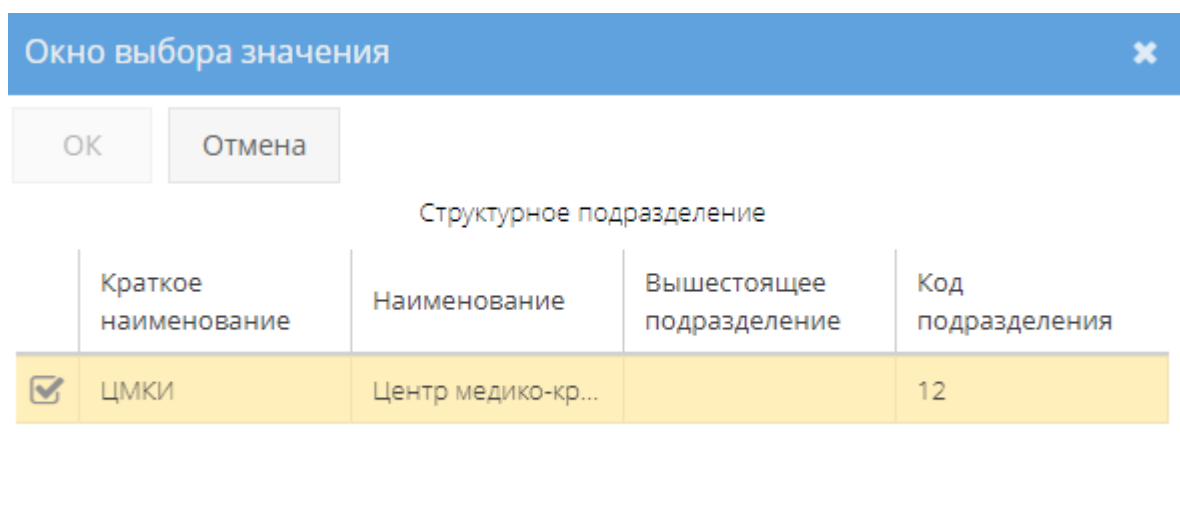 Окно выбора значения
ОК Отмена
Структурное подразделение
Краткое наименование Наименование Вышестоящее подразделение Код подразделения
ЦМКИ Центр медико-кр... 12